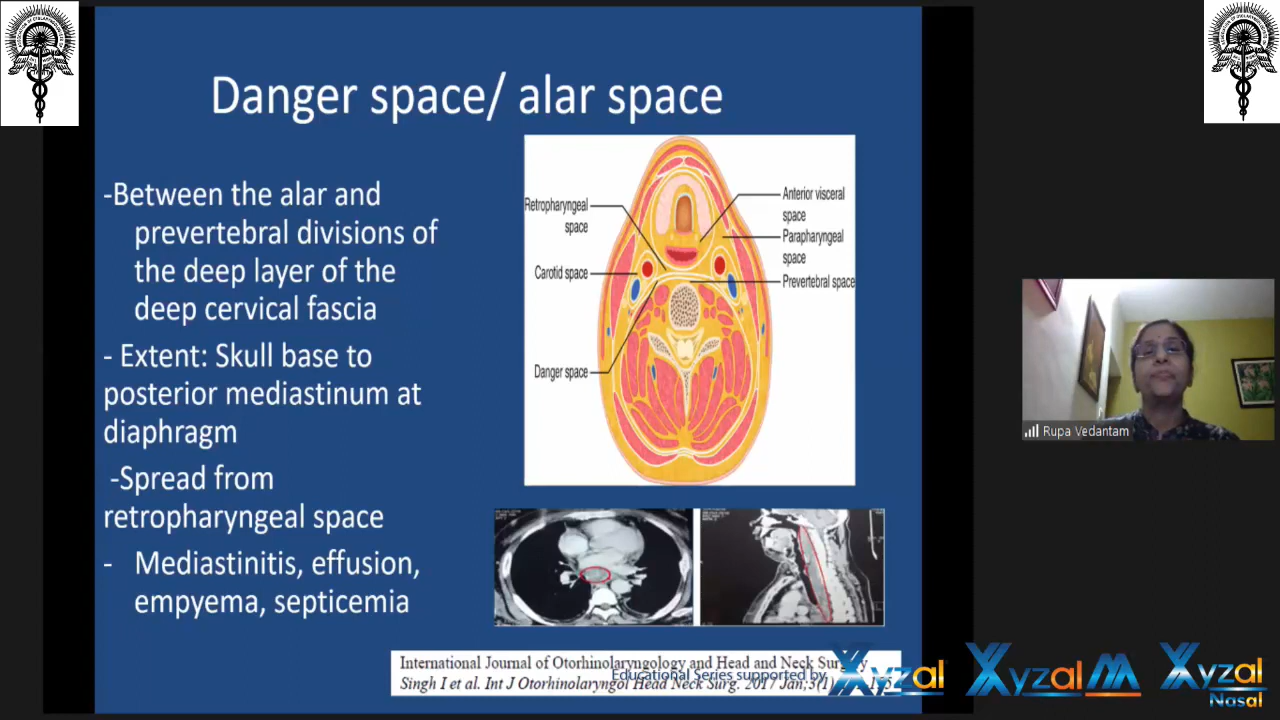 Danger space/ alar space
-Between the alar and
prevertebral divisions of
the deep layer of the
deep cervical fascia
- Extent: Skull base to
posterior mediastinum at
diaphragm
-Spread from
retropharyngeal space
- Mediastinitis, effusion,
empyema, septicemia
Retropharyngeal
space
Carotid space
Danger space
Anterior visceral
space
Parapharyngeal
space
Prevertebral space
International Journal of Otorhinolaryngology and Head and Neck Surgery
Singh I et al. Int J Otorhinolaryngol Head Neck Surg. 2017 Jan;3(1)
Educational Series supported by
Xyzal
Xyzal M
Xyzal
Nasal
Rupa Vedantam